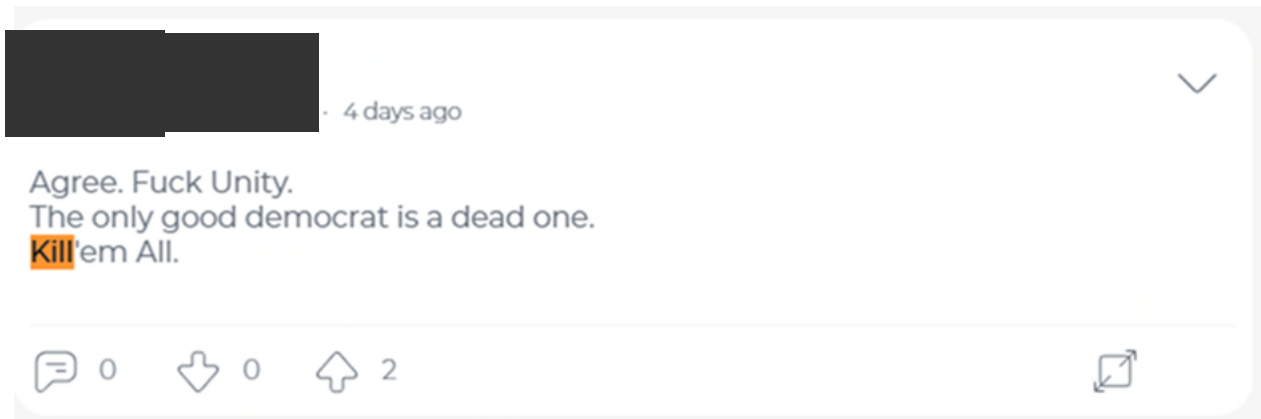 · 4 days ago
Agree. Fuck Unity.
The only good democrat is a dead one.
Kill'em All.
0 0 2